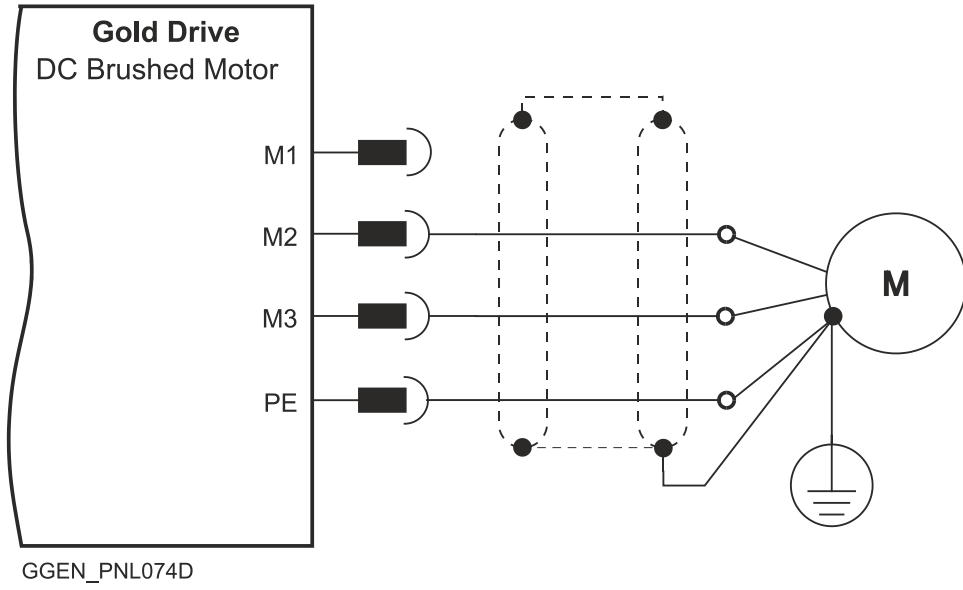 Gold Drive
DC Brushed Motor
M1
M2
M3
PE
M
GGEN_PNL074D